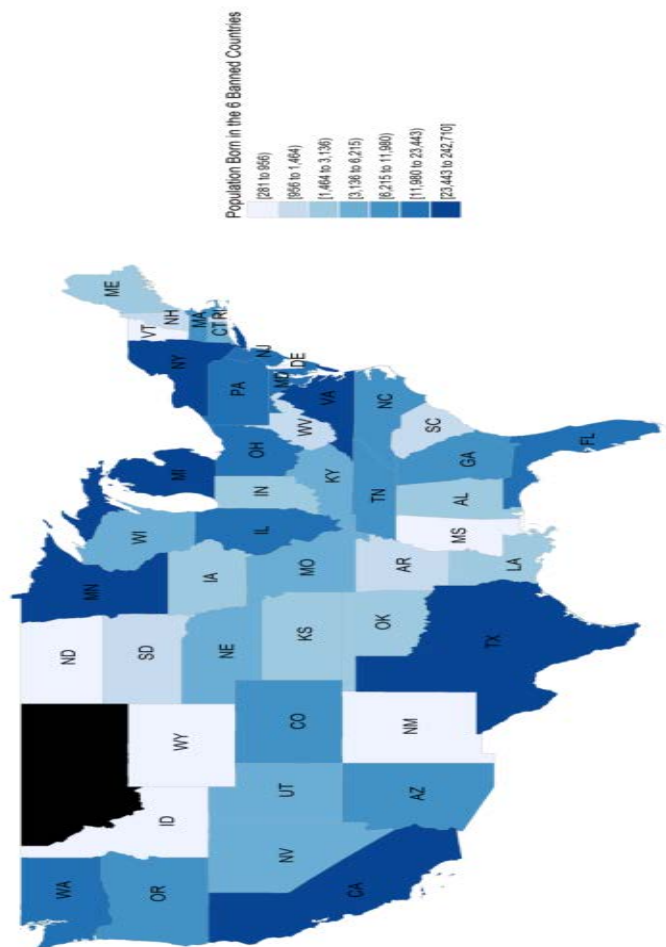 Population Born in the 6 Banned Countries
[281 to 956)
[956 to 1,464)
[1,464 to 3,136)
[3,136 to 6,215)
[6,215 to 11,980)
[11,980 to 23,443)
[23,443 to 242,710]
WA
OR
CA
ID
NV
UT
AZ
WY
CO
NM
ND
SD
NE
KS
OK
TX
MN
IA
MO
AR
LA
WI
IL
MS
MI
IN
KY
TN
AL
OH
WV
GA
FL
PA
VA
NC
SC
NY
NJ
MD
DE
VT
NH
MA
CT
RI
ME